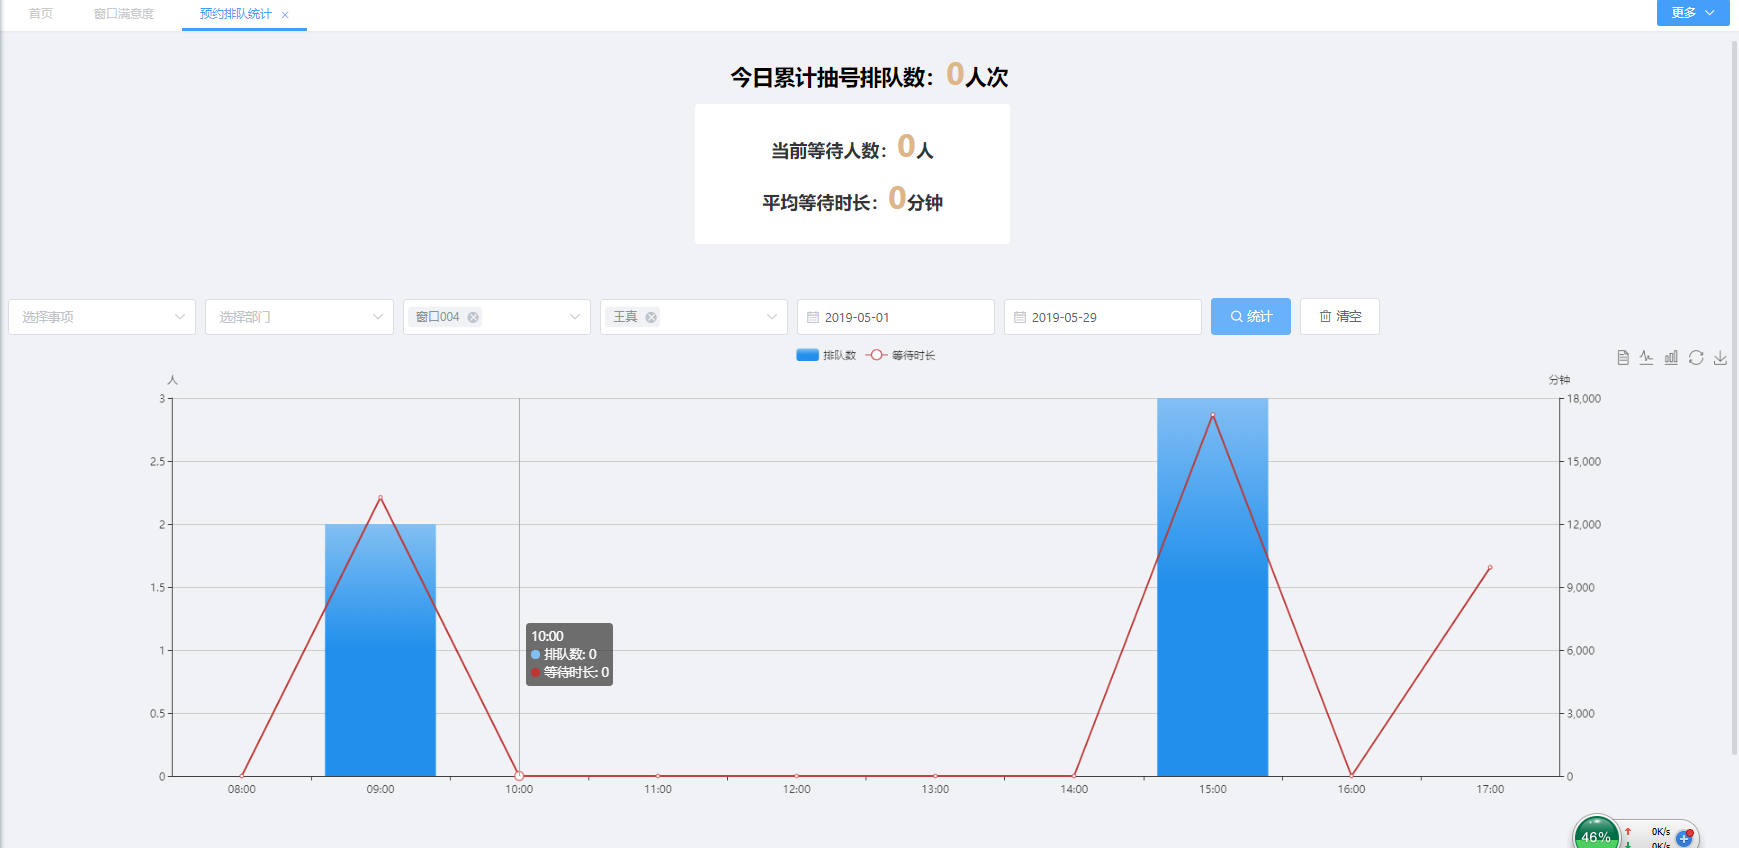 首页 窗口满意度 预约排队统计 × 更多
今日累计抽号排队数：0人次
当前等待人数：0人
平均等待时长：0分钟
选择事项 选择部门 窗口004 王真 2019-05-01 2019-05-29 统计 清空
排队数 等待时长
人 分钟
3 18,000
2.5 15,000
2 12,000
1.5 9,000
10:00
排队数: 0
等待时长: 0
1 6,000
0.5 3,000
0 0
08:00 09:00 10:00 11:00 12:00 13:00 14:00 15:00 16:00 17:00
46% 0K/s
0K/s